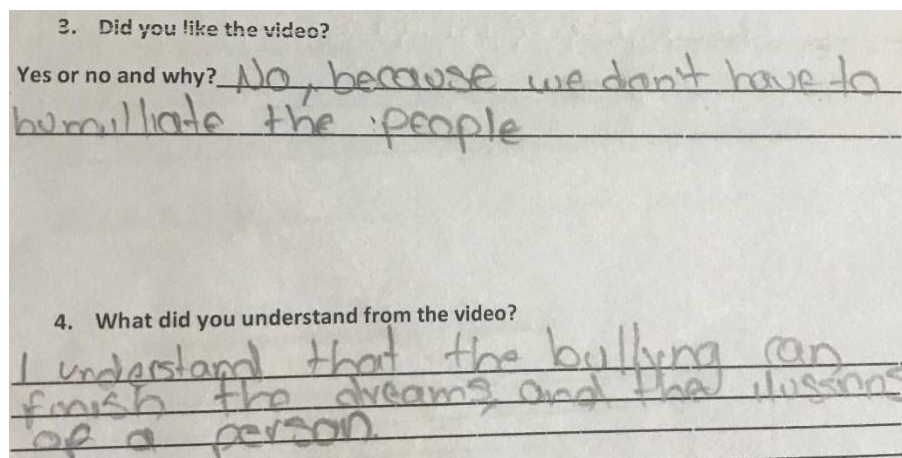 3. Did you like the video?
Yes or no and why? No, because we don't have to
humilliate the people
4. What did you understand from the video?
I understand that the bullyng can
finish the dreams and the ilussions
of a person.